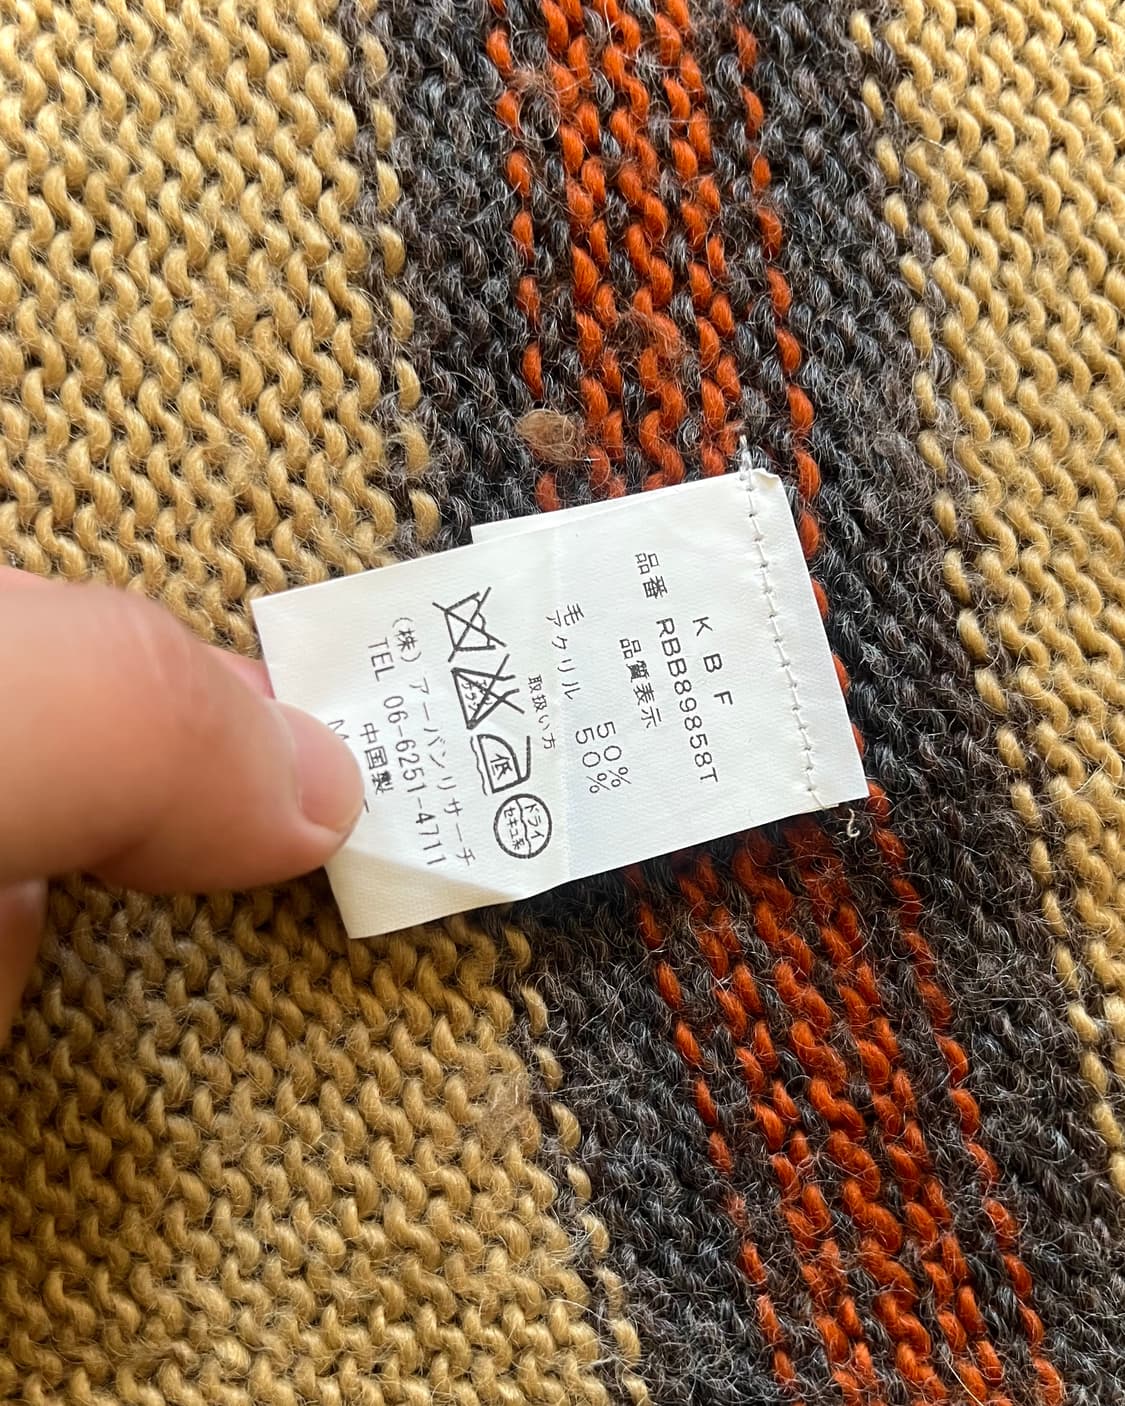 KBF
品番 RBB89858T
品質表示
毛 50%
アクリル 50%
取扱い方
低
ドライ
セキユ系
(株)アーバンリサーチ
TEL 06-6251-4711
中国製